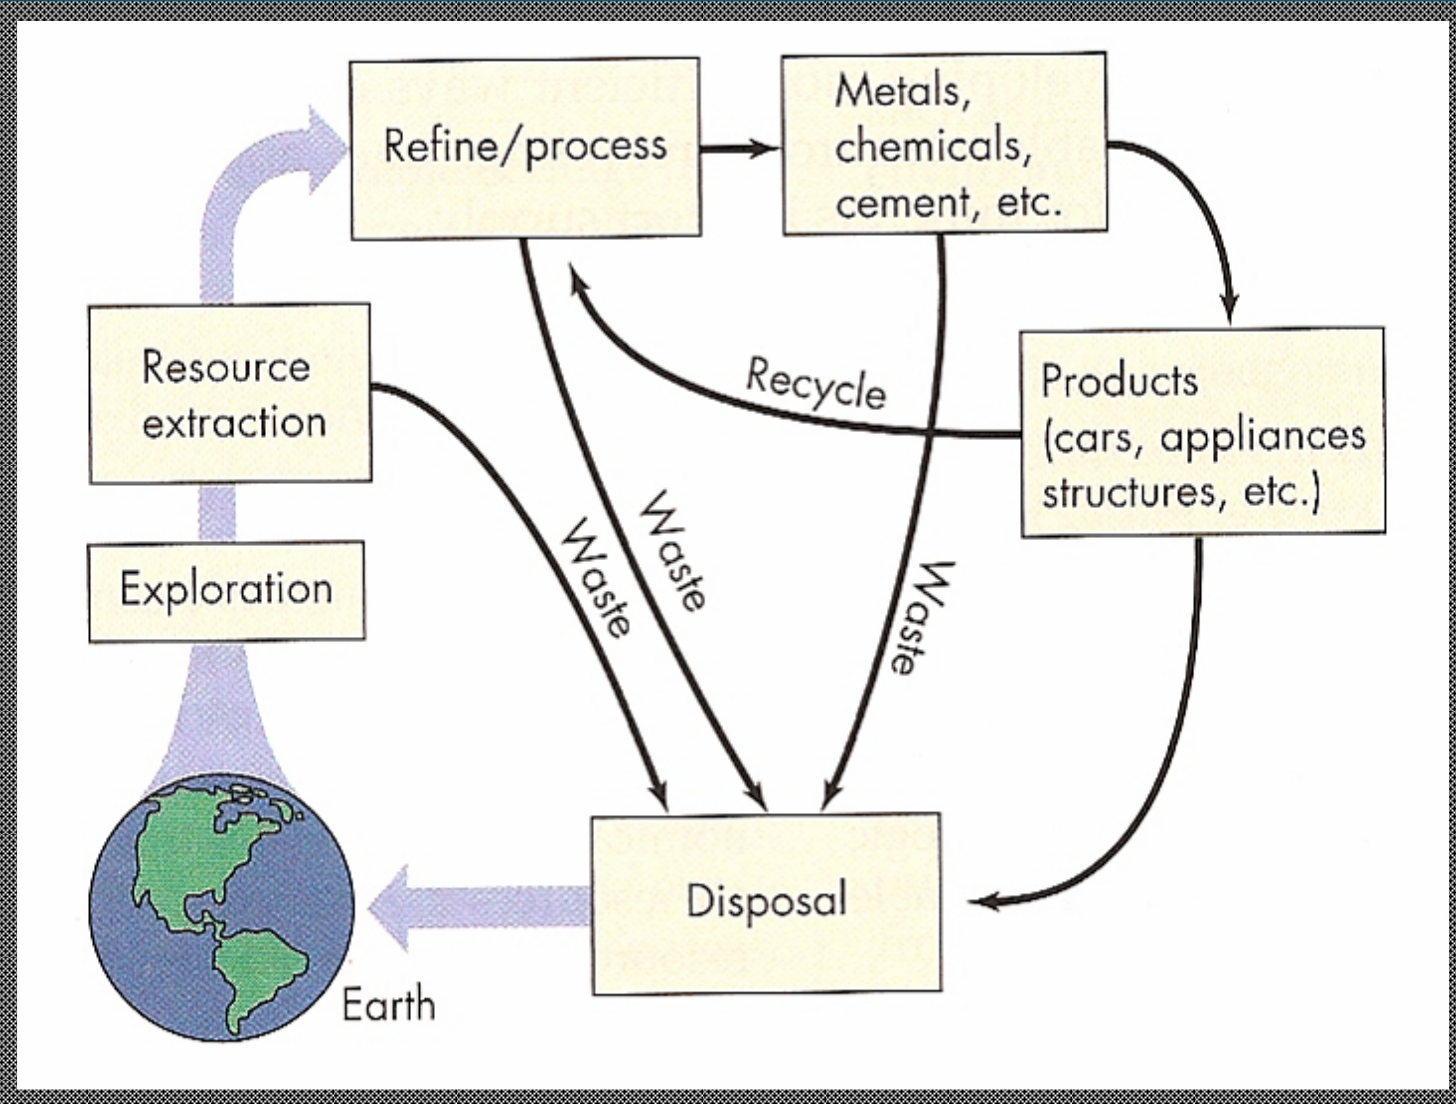 Refine/process
Metals,
chemicals,
cement, etc.
Resource
extraction
Recycle
Products
(cars, appliances
structures, etc.)
Waste
Waste
Waste
Exploration
Disposal
Earth